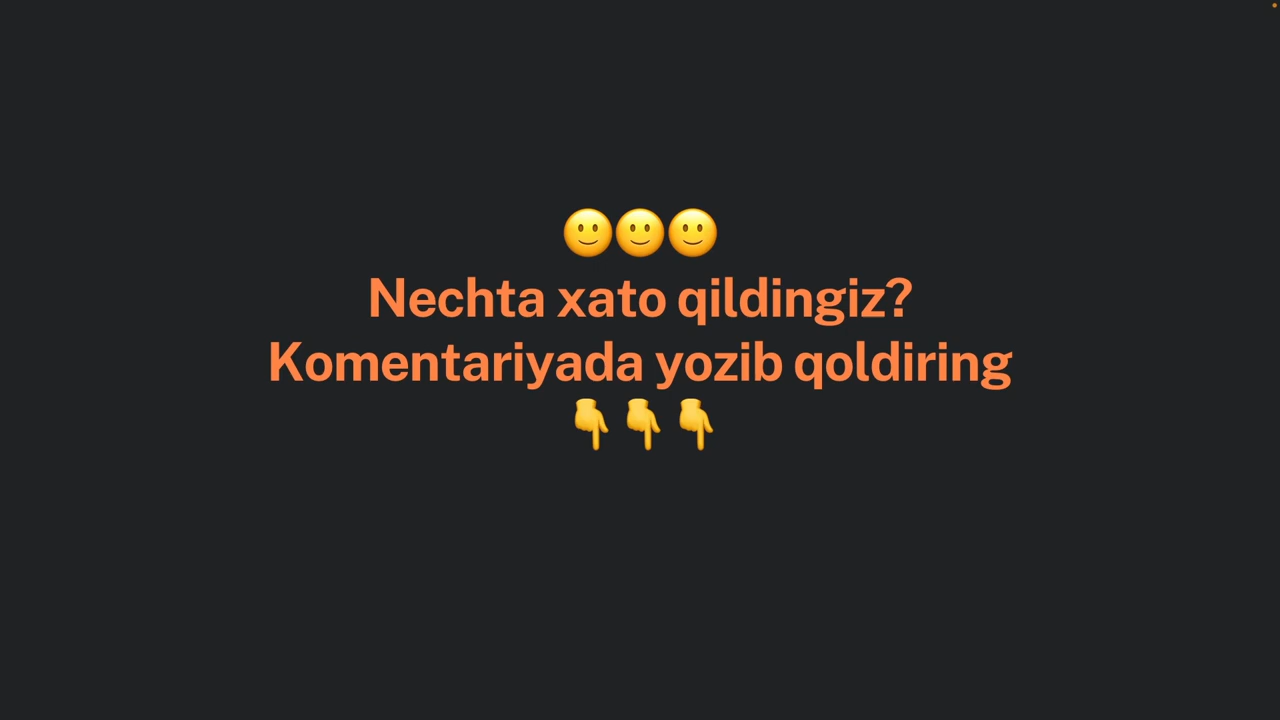 🙂🙂🙂
Nechta xato qildingiz?
Komentariyada yozib qoldiring
👇👇👇